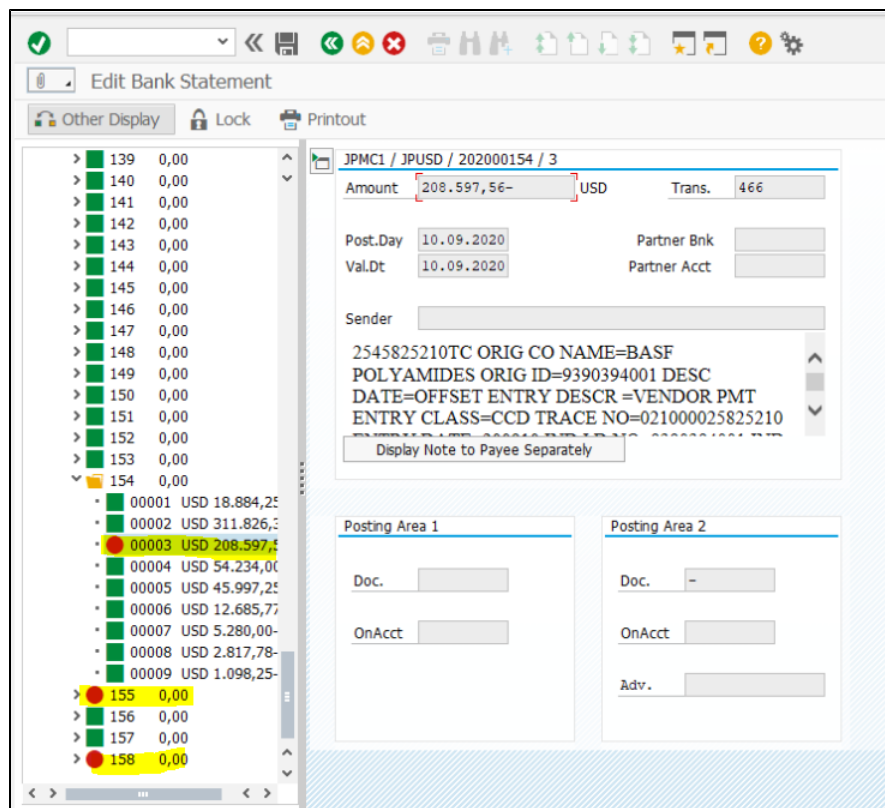 Edit Bank Statement
Other Display Lock Printout
139 0,00
140 0,00
141 0,00
142 0,00
143 0,00
144 0,00
145 0,00
146 0,00
147 0,00
148 0,00
149 0,00
150 0,00
151 0,00
152 0,00
153 0,00
154 0,00
00001 USD 18.884,25
00002 USD 311.826,3
00003 USD 208.597,5
00004 USD 54.234,00
00005 USD 45.997,25
00006 USD 12.685,77
00007 USD 5.280,00-
00008 USD 2.817,78-
00009 USD 1.098,25-
155 0,00
156 0,00
157 0,00
158 0,00
JPMC1 / JPUSD / 202000154 / 3
Amount 208.597,56- USD Trans. 466
Post.Day 10.09.2020 Partner Bnk
Val.Dt 10.09.2020 Partner Acct
Sender
2545825210TC ORIG CO NAME=BASF
POLYAMIDES ORIG ID=9390394001 DESC
DATE=OFFSET ENTRY DESCR =VENDOR PMT
ENTRY CLASS=CCD TRACE NO=021000025825210
Display Note to Payee Separately
Posting Area 1
Doc.
OnAcct
Posting Area 2
Doc. -
OnAcct
Adv.